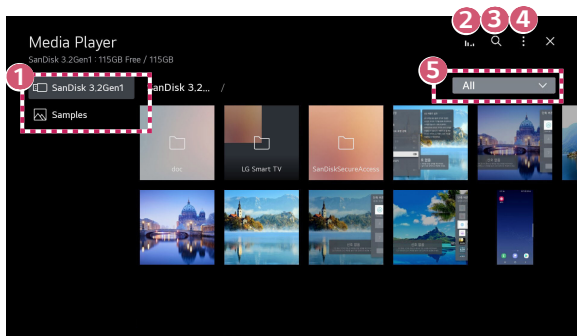 2 3 4
Media Player
SanDisk 3.2Gen1 : 115GB Free / 115GB
1
5
SanDisk 3.2Gen1
SanDisk 3.2... /
All
Samples
doc
LG Smart TV
SanDiskSecureAccess